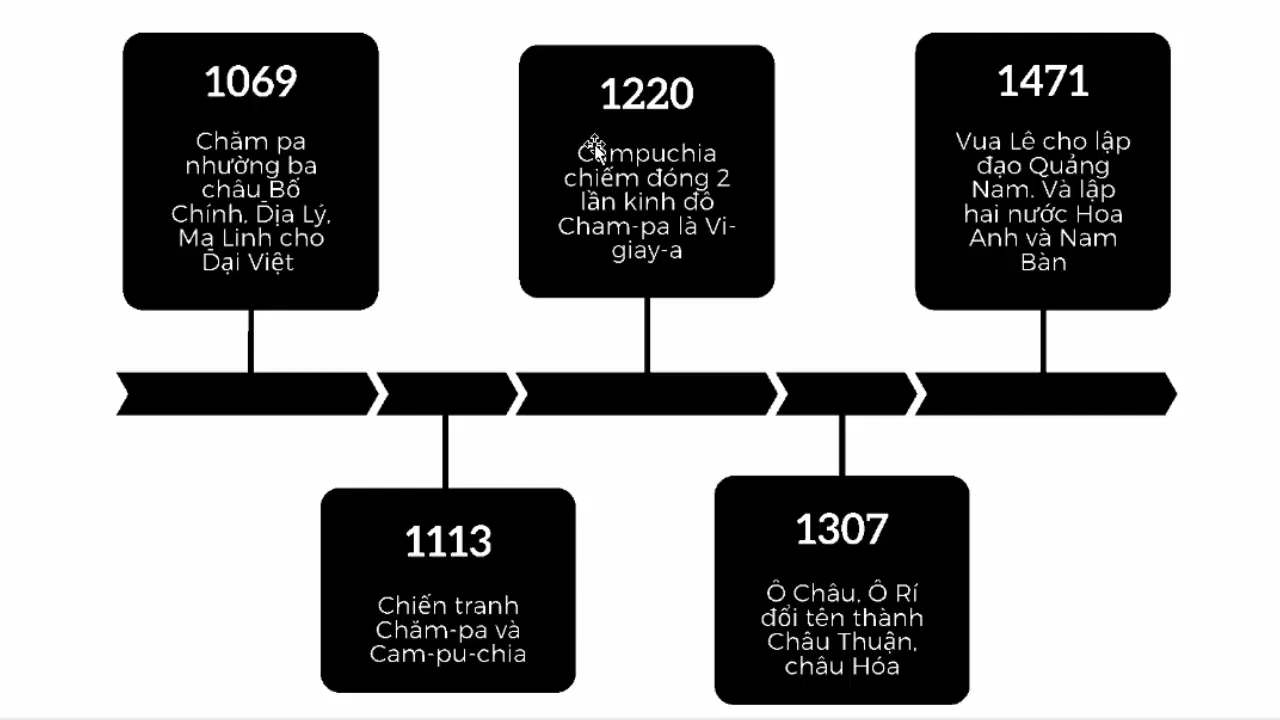 1069
Chăm pa
nhường ba
châu Bố
Chính, Địa Lý,
Ma Linh cho
Đại Việt
1113
Chiến tranh
Chăm-pa và
Cam-pu-chia
1220
Campuchia
chiếm đóng 2
lần kinh đô
Cham-pa là Vi-
giay-a
1307
Ô Châu, Ô Rí
đổi tên thành
Châu Thuận,
châu Hóa
1471
Vua Lê cho lập
đạo Quảng
Nam. Và lập
hai nước Hoa
Anh và Nam
Bàn